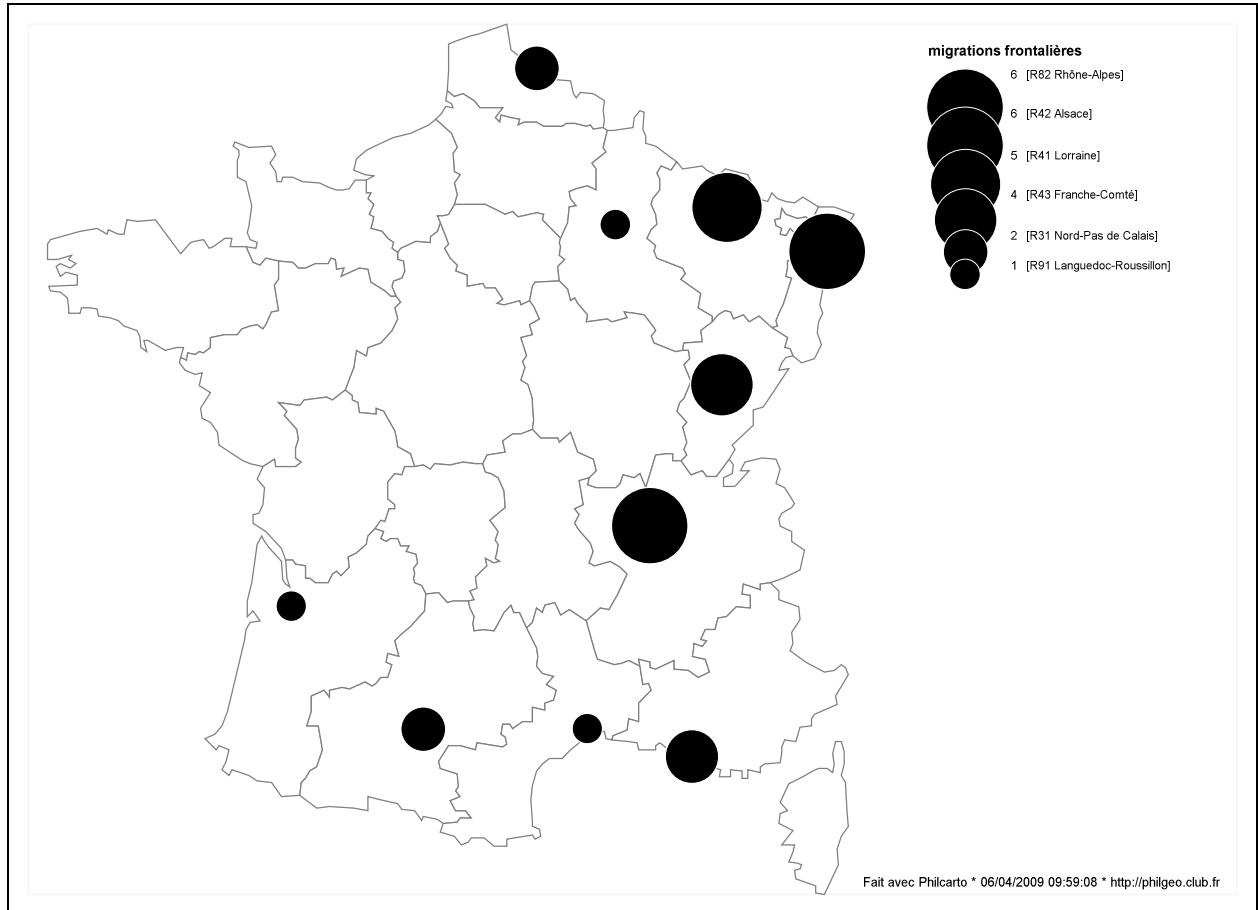 migrations frontalières
6 [R82 Rhône-Alpes]
6 [R42 Alsace]
5 [R41 Lorraine]
4 [R43 Franche-Comté]
2 [R31 Nord-Pas de Calais]
1 [R91 Languedoc-Roussillon]
Fait avec Philcarto * 06/04/2009 09:59:08 * http://philgeo.club.fr